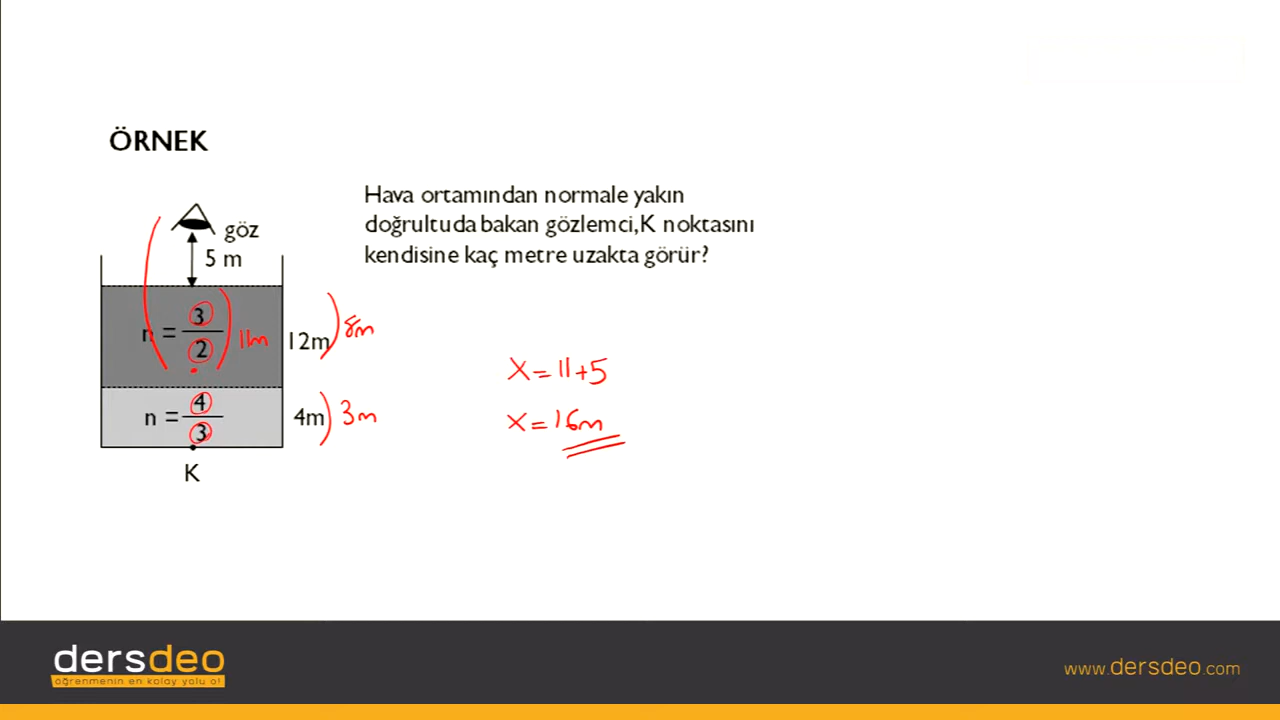 ÖRNEK
Hava ortamından normale yakın
doğrultuda bakan gözlemci,K noktasını
kendisine kaç metre uzakta görür?
göz
5 m
n = 3/2
11m
12m
8m
n = 4/3
4m
3m
K
X = 11+5
X = 16m
dersdeo
öğrenmenin en kolay yolu o!
www.dersdeo.com